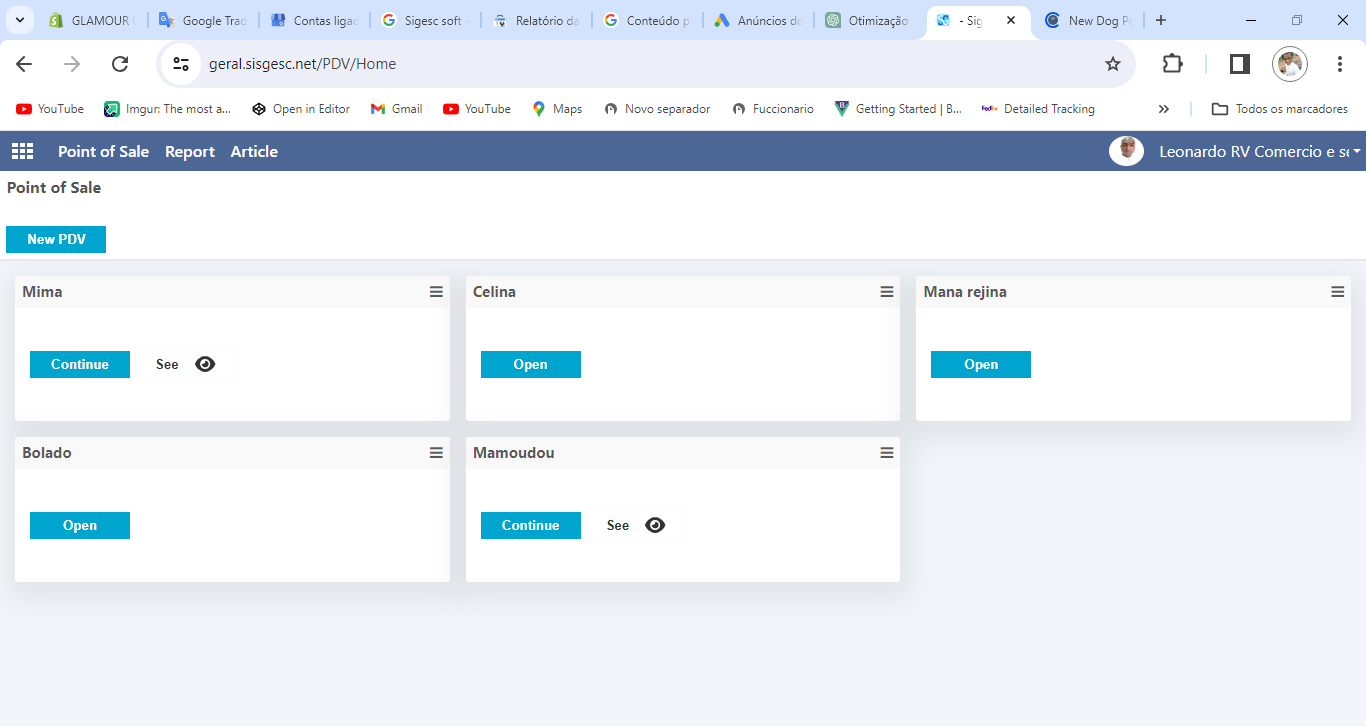 GLAMOUR
Google Trad
Contas ligac
Sigesc soft -
Relatório da
Conteúdo p
Anúncios do
Otimização
- Sig
New Dog Pe
geral.sisgesc.net/PDV/Home
YouTube
Imgur: The most a...
Open in Editor
Gmail
YouTube
Maps
Novo separador
Fuccionario
Getting Started | B...
FedEx
Detailed Tracking
Todos os marcadores
Point of Sale Report Article
Leonardo RV Comercio e se
Point of Sale
New PDV
Mima
Continue
See
Celina
Open
Mana rejina
Open
Bolado
Open
Mamoudou
Continue
See